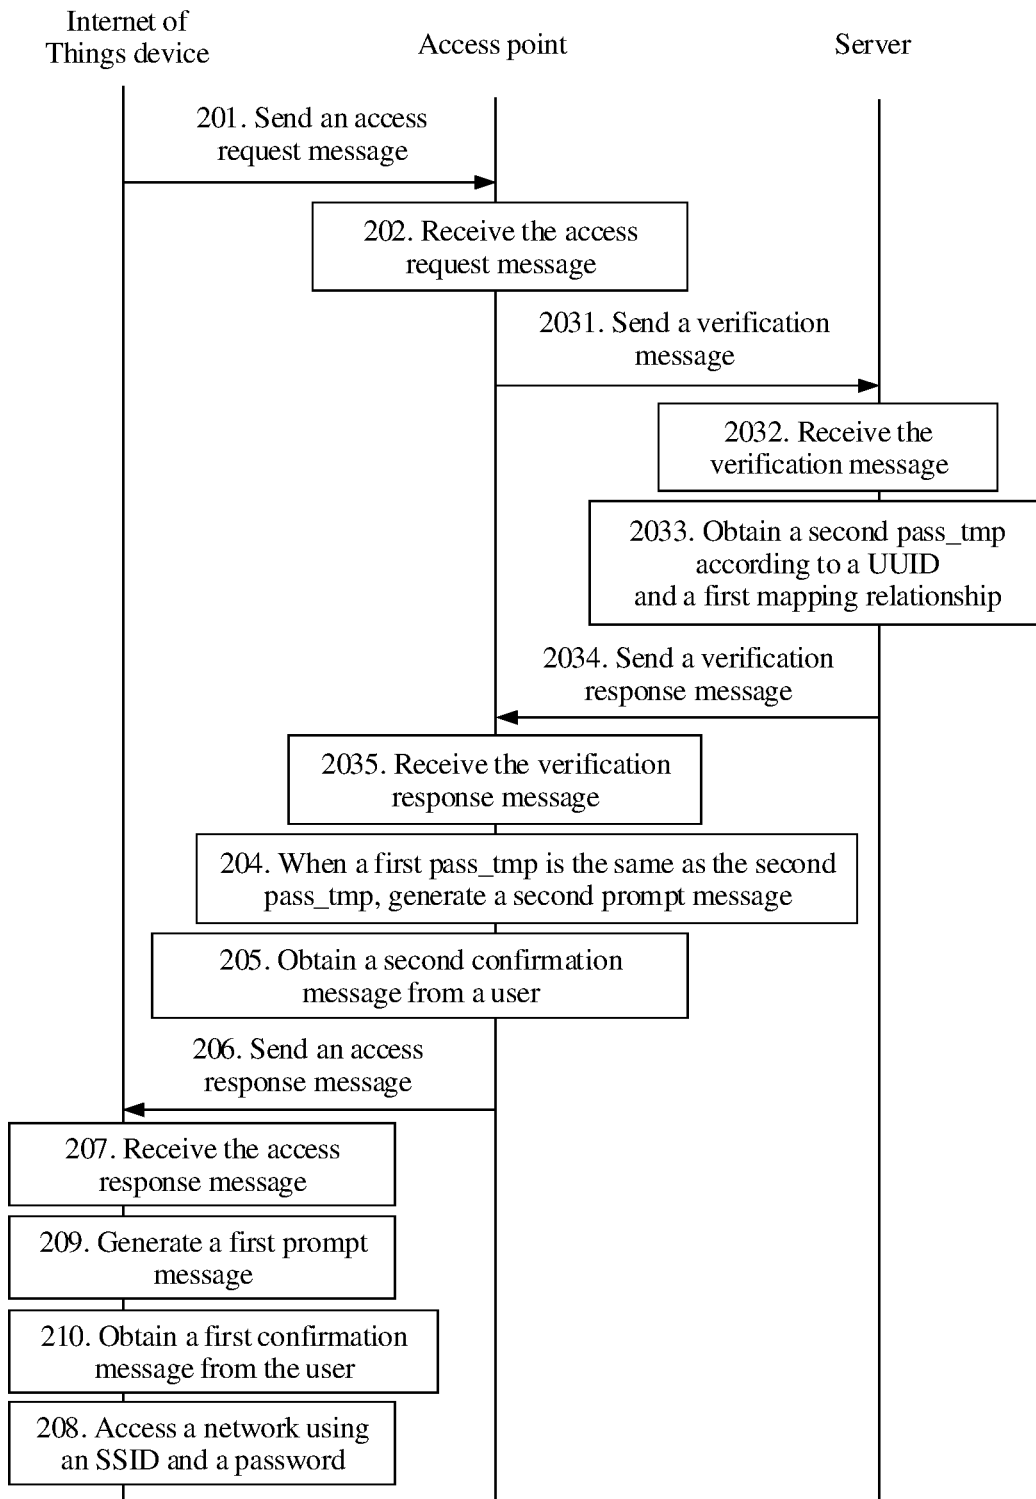 Internet of
Things device
Access point
Server
201. Send an access
request message
202. Receive the access
request message
2031. Send a verification
message
2032. Receive the
verification message
2033. Obtain a second pass_tmp
according to a UUID
and a first mapping relationship
2034. Send a verification
response message
2035. Receive the verification
response message
204. When a first pass_tmp is the same as the second
pass_tmp, generate a second prompt message
205. Obtain a second confirmation
message from a user
206. Send an access
response message
207. Receive the access
response message
209. Generate a first prompt
message
210. Obtain a first confirmation
message from the user
208. Access a network using
an SSID and a password